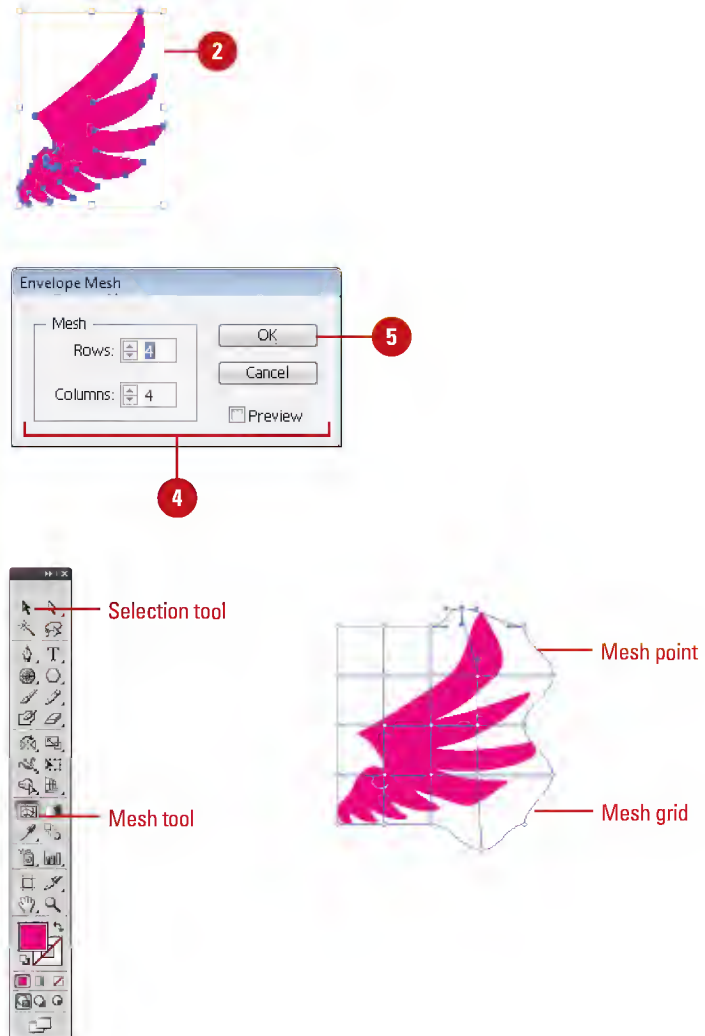 2
Envelope Mesh
Mesh
Rows: 4
OK
5
Columns: 4
Cancel
Preview
4
Selection tool
T
Mesh point
Mesh tool
Mesh grid